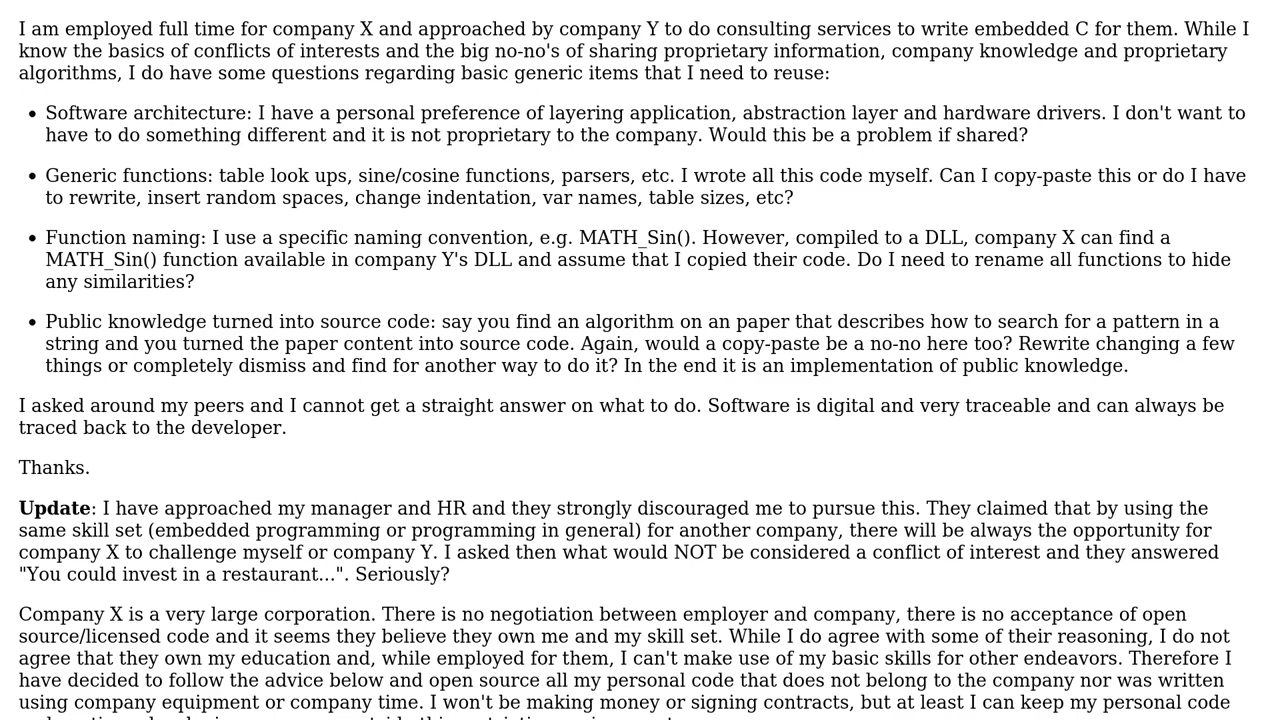 I am employed full time for company X and approached by company Y to do consulting services to write embedded C for them. While I
know the basics of conflicts of interests and the big no-no's of sharing proprietary information, company knowledge and proprietary
algorithms, I do have some questions regarding basic generic items that I need to reuse:
• Software architecture: I have a personal preference of layering application, abstraction layer and hardware drivers. I don't want to
have to do something different and it is not proprietary to the company. Would this be a problem if shared?
• Generic functions: table look ups, sine/cosine functions, parsers, etc. I wrote all this code myself. Can I copy-paste this or do I have
to rewrite, insert random spaces, change indentation, var names, table sizes, etc?
• Function naming: I use a specific naming convention, e.g. MATH_Sin(). However, compiled to a DLL, company X can find a
MATH_Sin() function available in company Y's DLL and assume that I copied their code. Do I need to rename all functions to hide
any similarities?
• Public knowledge turned into source code: say you find an algorithm on an paper that describes how to search for a pattern in a
string and you turned the paper content into source code. Again, would a copy-paste be a no-no here too? Rewrite changing a few
things or completely dismiss and find for another way to do it? In the end it is an implementation of public knowledge.
I asked around my peers and I cannot get a straight answer on what to do. Software is digital and very traceable and can always be
traced back to the developer.
Thanks.
Update: I have approached my manager and HR and they strongly discouraged me to pursue this. They claimed that by using the
same skill set (embedded programming or programming in general) for another company, there will be always the opportunity for
company X to challenge myself or company Y. I asked then what would NOT be considered a conflict of interest and they answered
"You could invest in a restaurant...". Seriously?
Company X is a very large corporation. There is no negotiation between employer and company, there is no acceptance of open
source/licensed code and it seems they believe they own me and my skill set. While I do agree with some of their reasoning, I do not
agree that they own my education and, while employed for them, I can't make use of my basic skills for other endeavors. Therefore I
have decided to follow the advice below and open source all my personal code that does not belong to the company nor was written
using company equipment or company time. I won't be making money or signing contracts, but at least I can keep my personal code